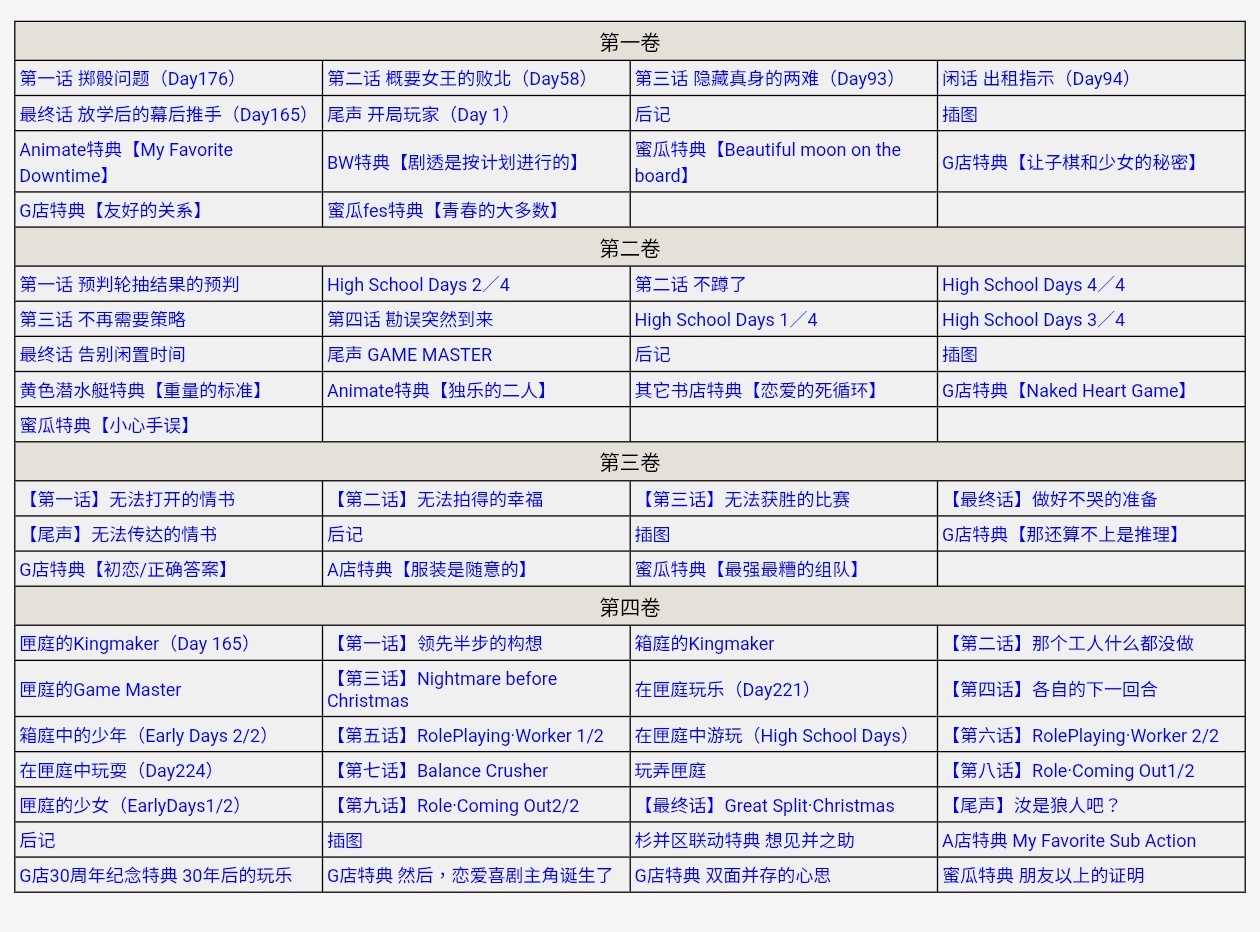 第一卷
第一话 掷骰问题（Day176）
第二话 概要女王的败北（Day58）
第三话 隐藏真身的两难（Day93）
闲话 出租指示（Day94）
最终话 放学后的幕后推手（Day165）
尾声 开局玩家（Day 1）
后记
插图
Animate特典【My Favorite
Downtime】
BW特典【剧透是按计划进行的】
蜜瓜特典【Beautiful moon on the
board】
G店特典【让子棋和少女的秘密】
G店特典【友好的关系】
蜜瓜fes特典【青春的大多数】
第二卷
第一话 预判轮抽结果的预判
High School Days 2／4
第二话 不蹲了
High School Days 4／4
第三话 不再需要策略
第四话 勘误突然到来
High School Days 1／4
High School Days 3／4
最终话 告别闲置时间
尾声 GAME MASTER
后记
插图
黄色潜水艇特典【重量的标准】
Animate特典【独乐的二人】
其它书店特典【恋爱的死循环】
G店特典【Naked Heart Game】
蜜瓜特典【小心手误】
第三卷
【第一话】无法打开的情书
【第二话】无法拍得的幸福
【第三话】无法获胜的比赛
【最终话】做好不哭的准备
【尾声】无法传达的情书
后记
插图
G店特典【那还算不上是推理】
G店特典【初恋/正确答案】
A店特典【服装是随意的】
蜜瓜特典【最强最糟的组队】
第四卷
匣庭的Kingmaker（Day 165）
【第一话】领先半步的构想
箱庭的Kingmaker
【第二话】那个工人什么都没做
匣庭的Game Master
【第三话】Nightmare before
Christmas
在匣庭玩乐（Day221）
【第四话】各自的下一回合
箱庭中的少年（Early Days 2/2）
【第五话】RolePlaying·Worker 1/2
在匣庭中游玩（High School Days）
【第六话】RolePlaying·Worker 2/2
在匣庭中玩耍（Day224）
【第七话】Balance Crusher
玩弄匣庭
【第八话】Role·Coming Out1/2
匣庭的少女（EarlyDays1/2）
【第九话】Role·Coming Out2/2
【最终话】Great Split·Christmas
【尾声】汝是狼人吧？
后记
插图
杉并区联动特典 想见并之助
A店特典 My Favorite Sub Action
G店30周年纪念特典 30年后的玩乐
G店特典 然后，恋爱喜剧主角诞生了
G店特典 双面并存的心思
蜜瓜特典 朋友以上的证明